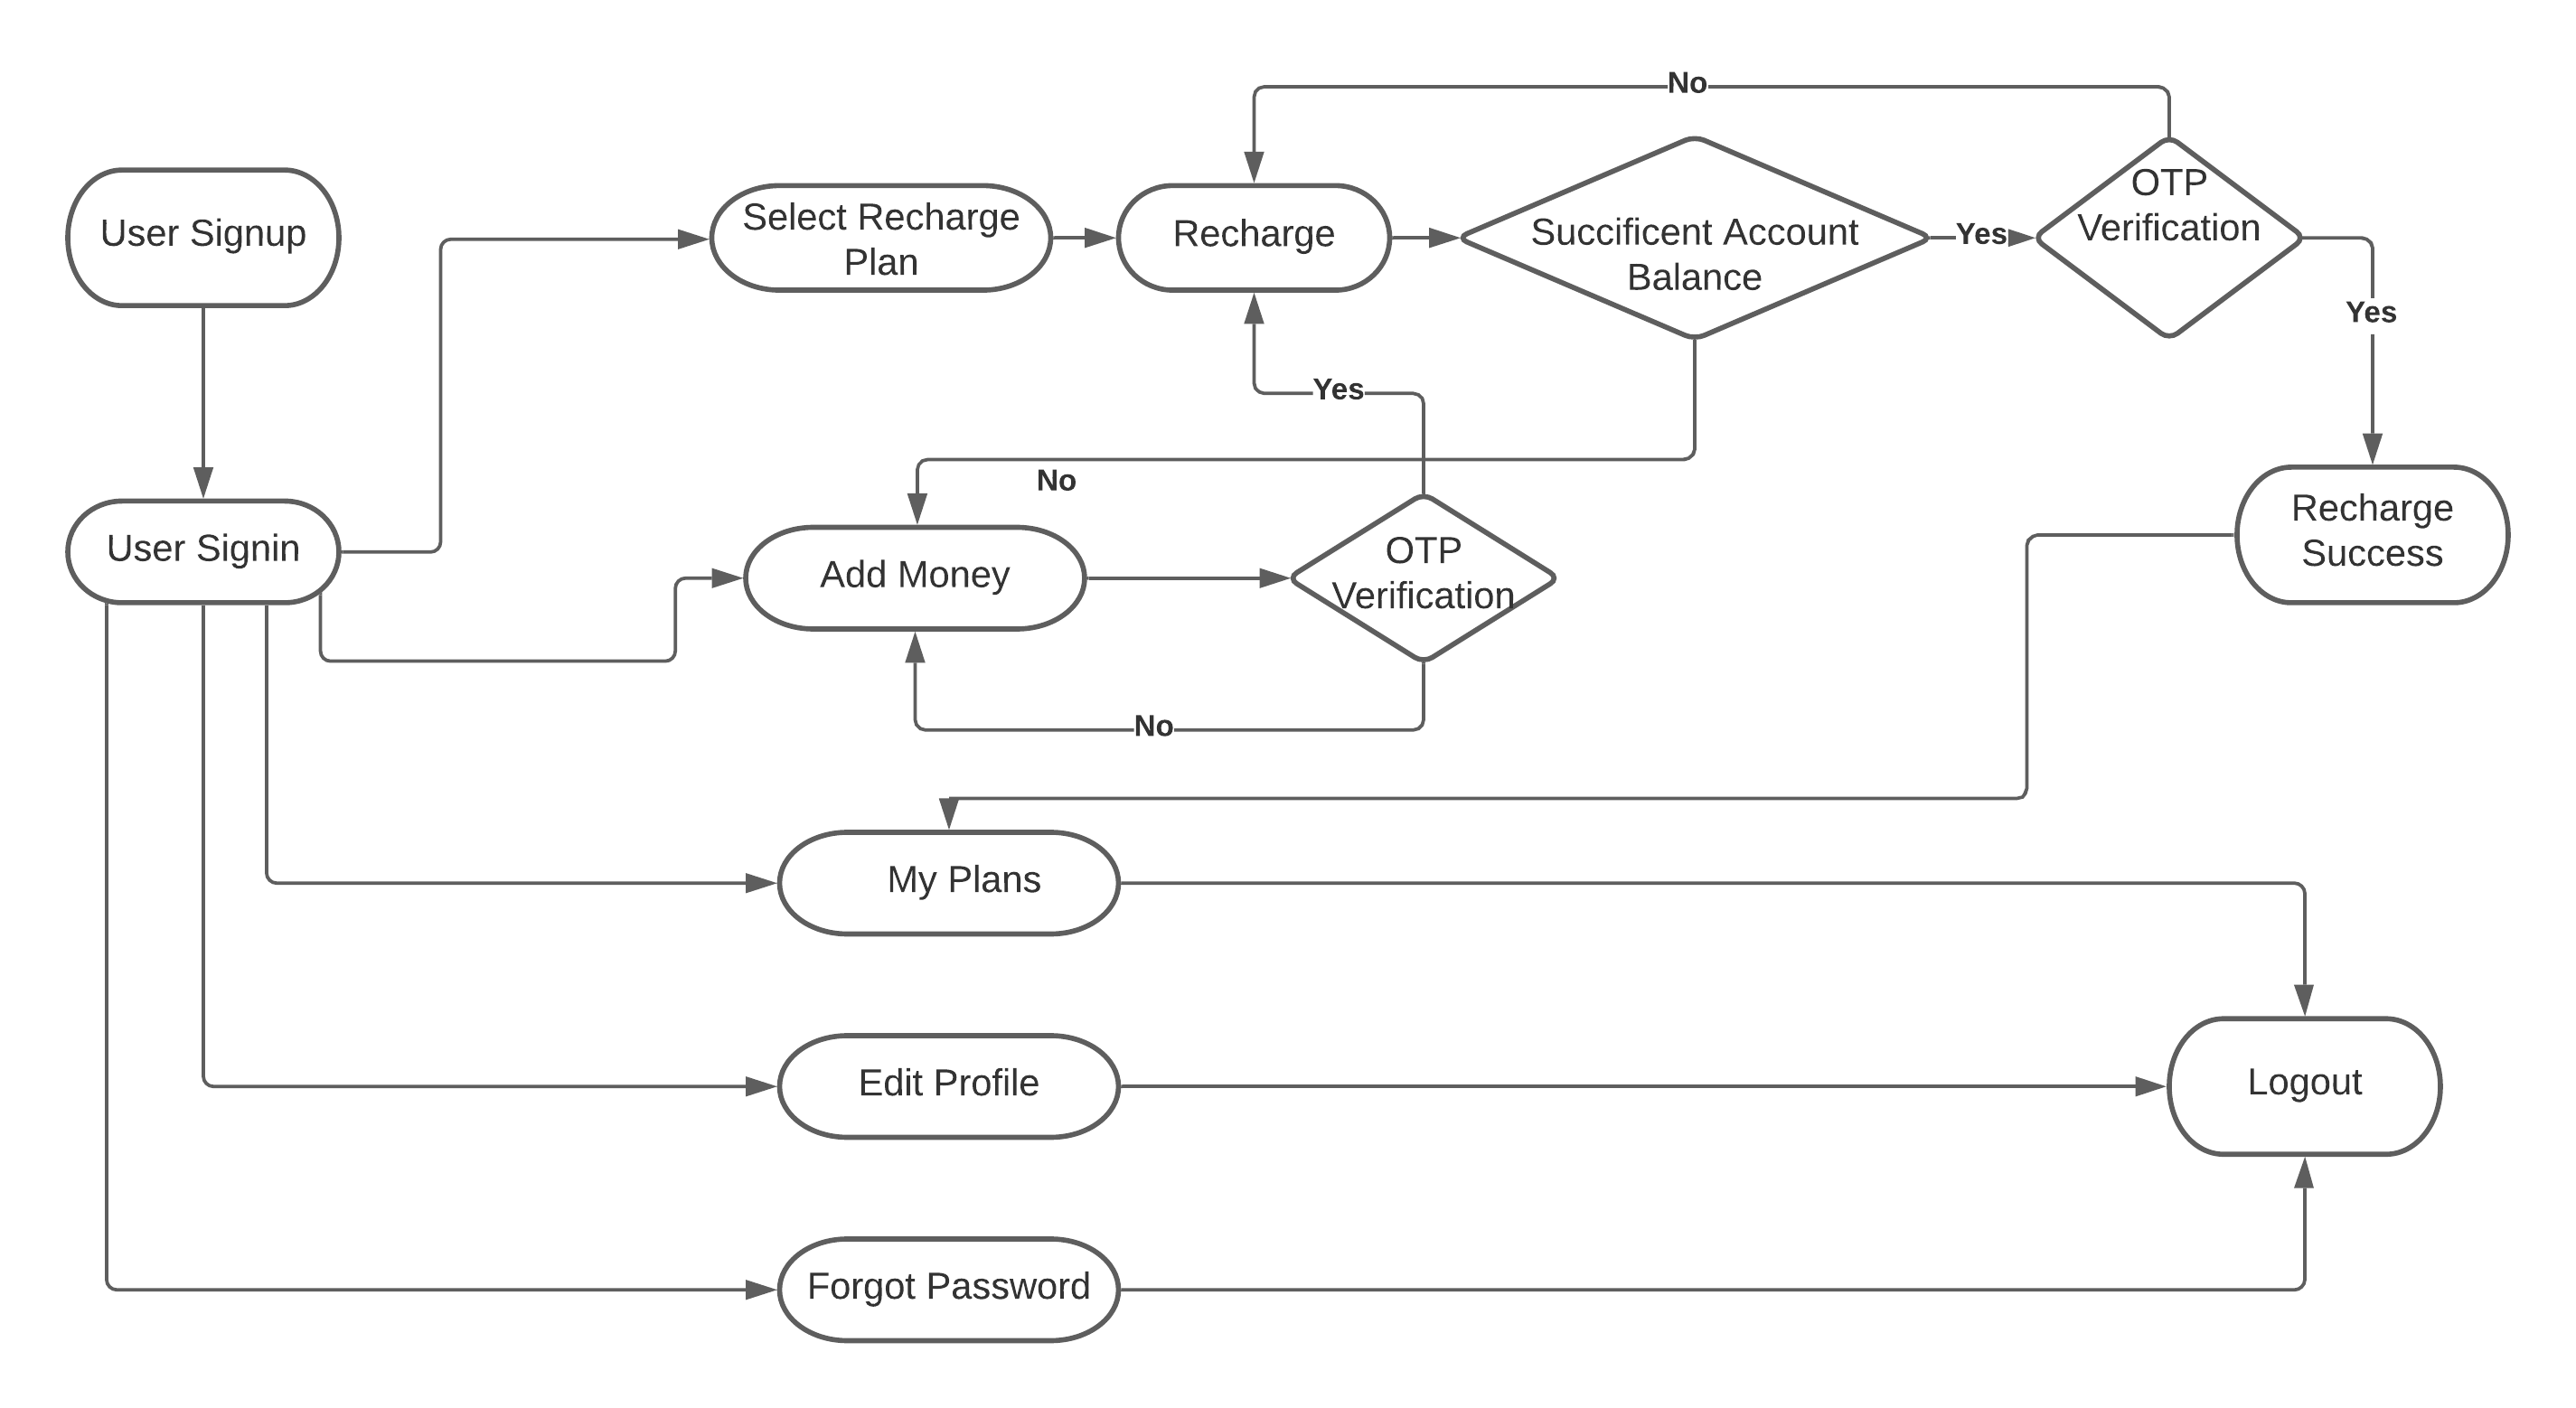 No
User Signup
Select Recharge
Plan
Recharge
Succificent Account
Balance
Yes
OTP
Verification
Yes
Yes
No
User Signin
Add Money
OTP
Verification
Recharge
Success
No
My Plans
Edit Profile
Logout
Forgot Password